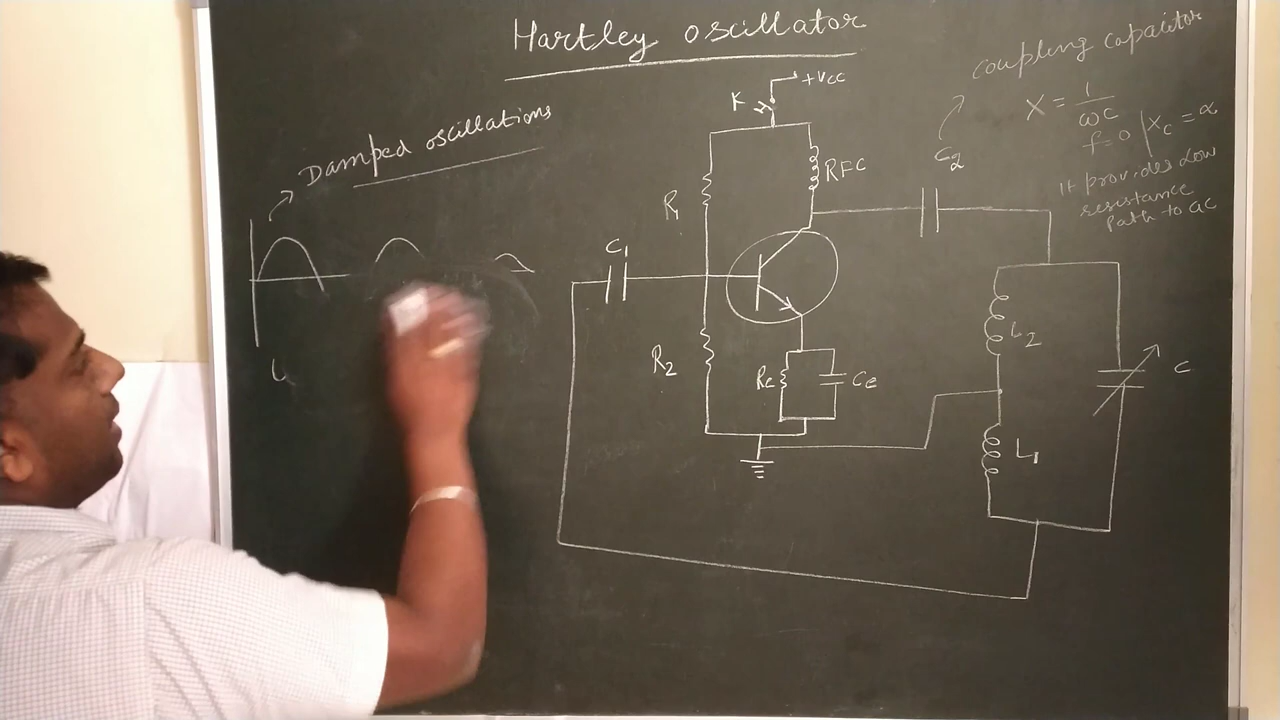 Hartley oscillator
coupling capacitor
Damped oscillations
K
+Vcc
X = 1/ωc
f=0 | Xc = α
It provides low
resistance
Path to ac
R1
RFC
C2
C1
R2
Re
Ce
L2
C
L1